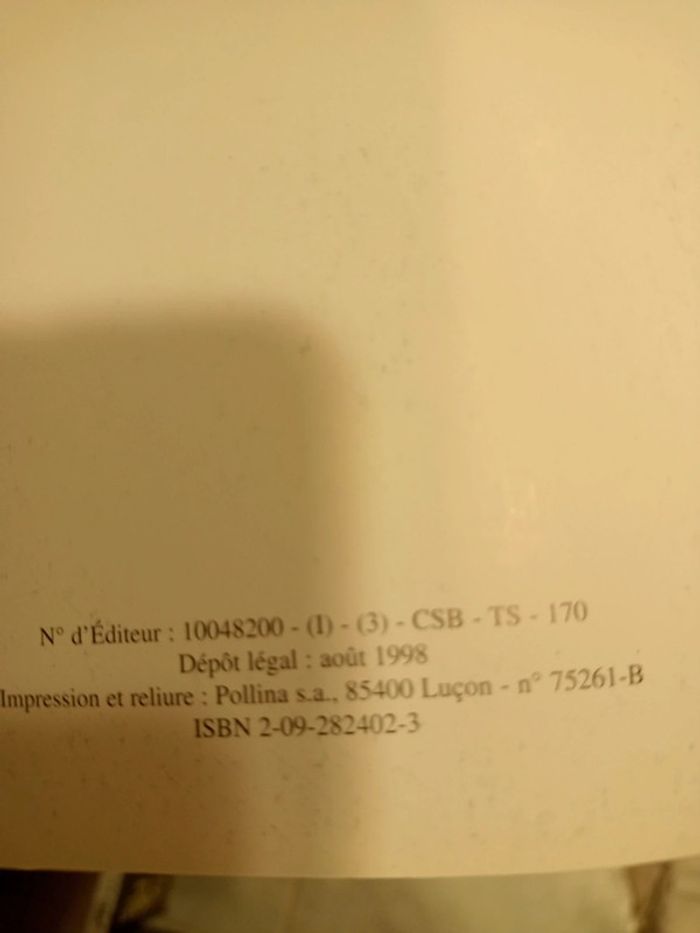 N° d'Éditeur : 10048200 - (I) - (3) - CSB - TS - 170
Dépôt légal : août 1998
Impression et reliure : Pollina s.a., 85400 Luçon - n° 75261-B
ISBN 2-09-282402-3